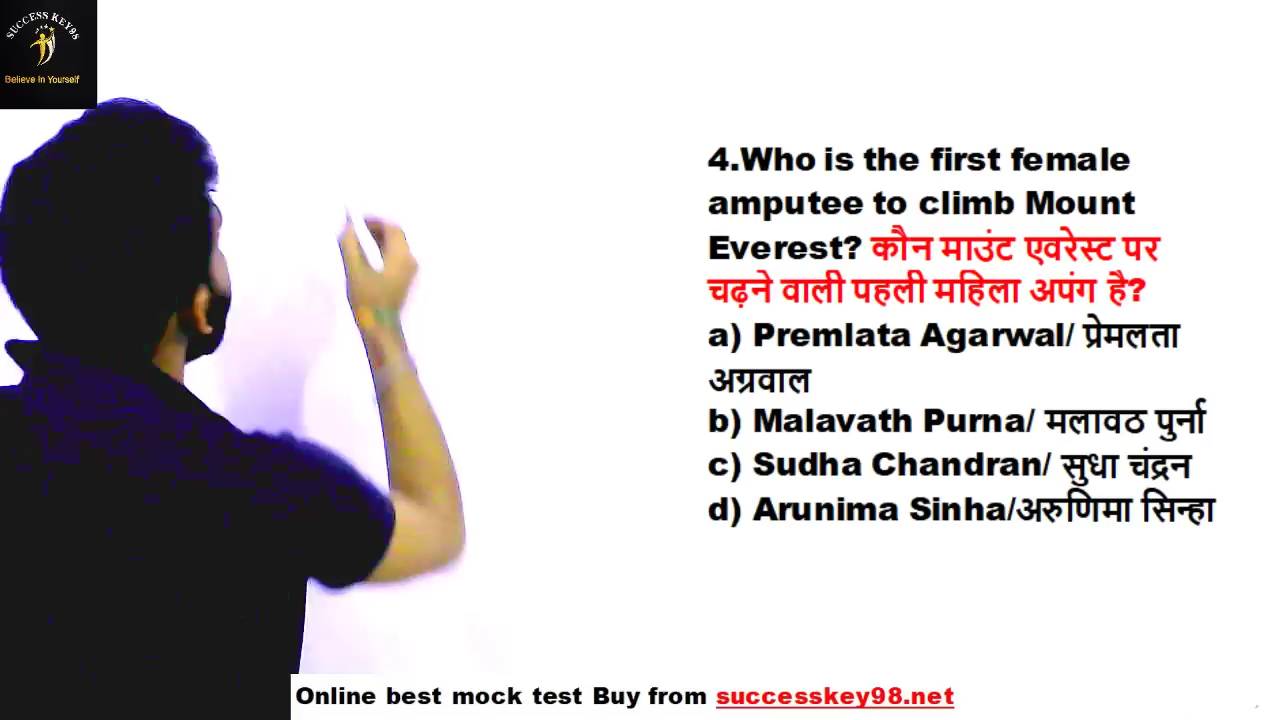 SUCCESS KEY98
Believe In Yourself
4.Who is the first female
amputee to climb Mount
Everest? कौन माउंट एवरेस्ट पर
चढ़ने वाली पहली महिला अपंग है?
a) Premlata Agarwal/ प्रेमलता
अग्रवाल
b) Malavath Purna/ मलावठ पुर्ना
c) Sudha Chandran/ सुधा चंद्रन
d) Arunima Sinha/अरुणिमा सिन्हा
Online best mock test Buy from successkey98.net